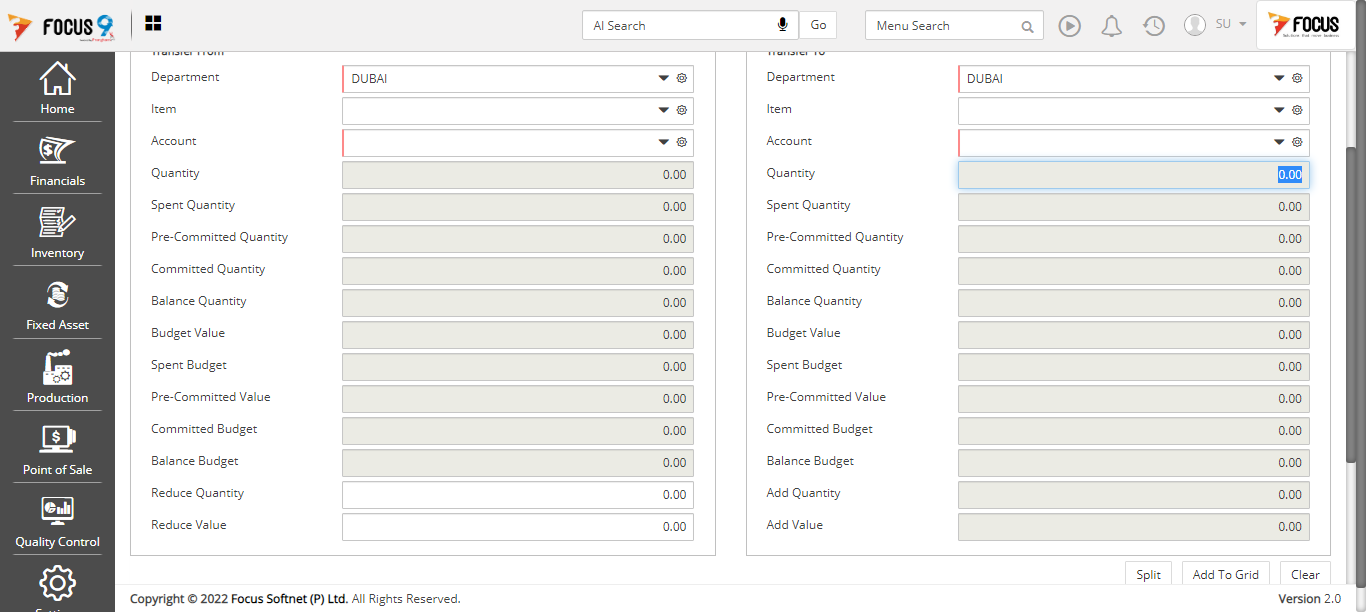 FOCUS 9
AI Search
Go
Menu Search
SU
FOCUS
Home
Financials
Inventory
Fixed Asset
Production
Point of Sale
Quality Control
Transfer From
Department DUBAI
Item
Account
Quantity 0.00
Spent Quantity 0.00
Pre-Committed Quantity 0.00
Committed Quantity 0.00
Balance Quantity 0.00
Budget Value 0.00
Spent Budget 0.00
Pre-Committed Value 0.00
Committed Budget 0.00
Balance Budget 0.00
Reduce Quantity 0.00
Reduce Value 0.00
Transfer To
Department DUBAI
Item
Account
Quantity 0.00
Spent Quantity 0.00
Pre-Committed Quantity 0.00
Committed Quantity 0.00
Balance Quantity 0.00
Budget Value 0.00
Spent Budget 0.00
Pre-Committed Value 0.00
Committed Budget 0.00
Balance Budget 0.00
Add Quantity 0.00
Add Value 0.00
Split
Add To Grid
Clear
Copyright © 2022 Focus Softnet (P) Ltd. All Rights Reserved.
Version 2.0